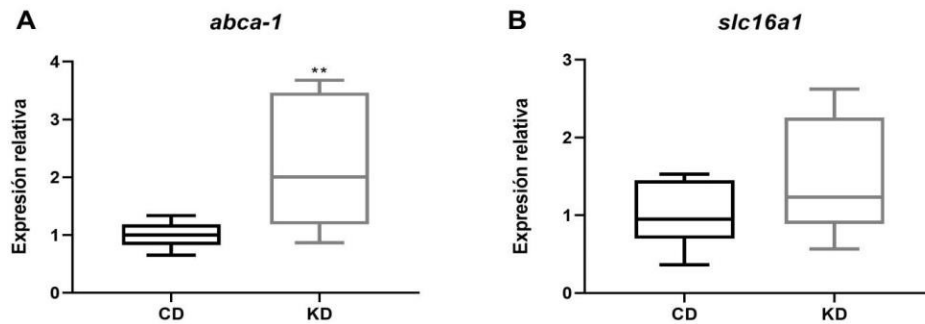 A
abca-1
Expresión relativa
4
3
2
1
0
**
CD
KD
B
slc16a1
Expresión relativa
3
2
1
0
CD
KD